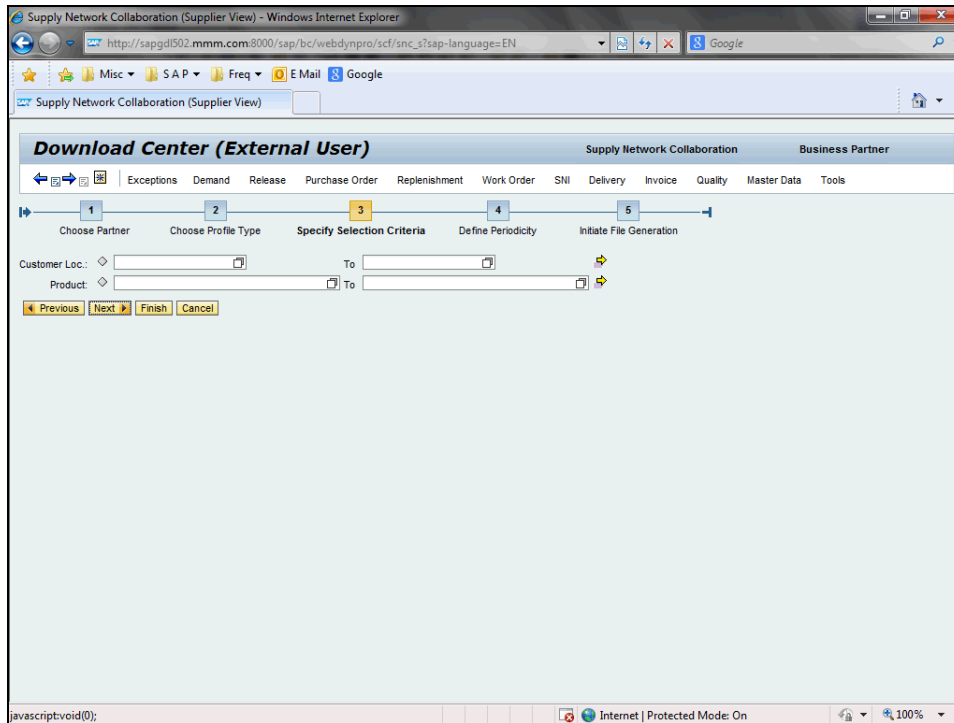 Supply Network Collaboration (Supplier View) - Windows Internet Explorer
http://sapgdl502.mmm.com:8000/sap/bc/webdynpro/scf/snc_s?sap-language=EN
Google
Misc SAP Freq E Mail Google
Supply Network Collaboration (Supplier View)
Download Center (External User) Supply Network Collaboration Business Partner
Exceptions Demand Release Purchase Order Replenishment Work Order SNI Delivery Invoice Quality Master Data Tools
1 2 3 4 5
Choose Partner Choose Profile Type Specify Selection Criteria Define Periodicity Initiate File Generation
Customer Loc.: To
Product: To
Previous Next Finish Cancel
javascript:void(0); Internet | Protected Mode: On 100%